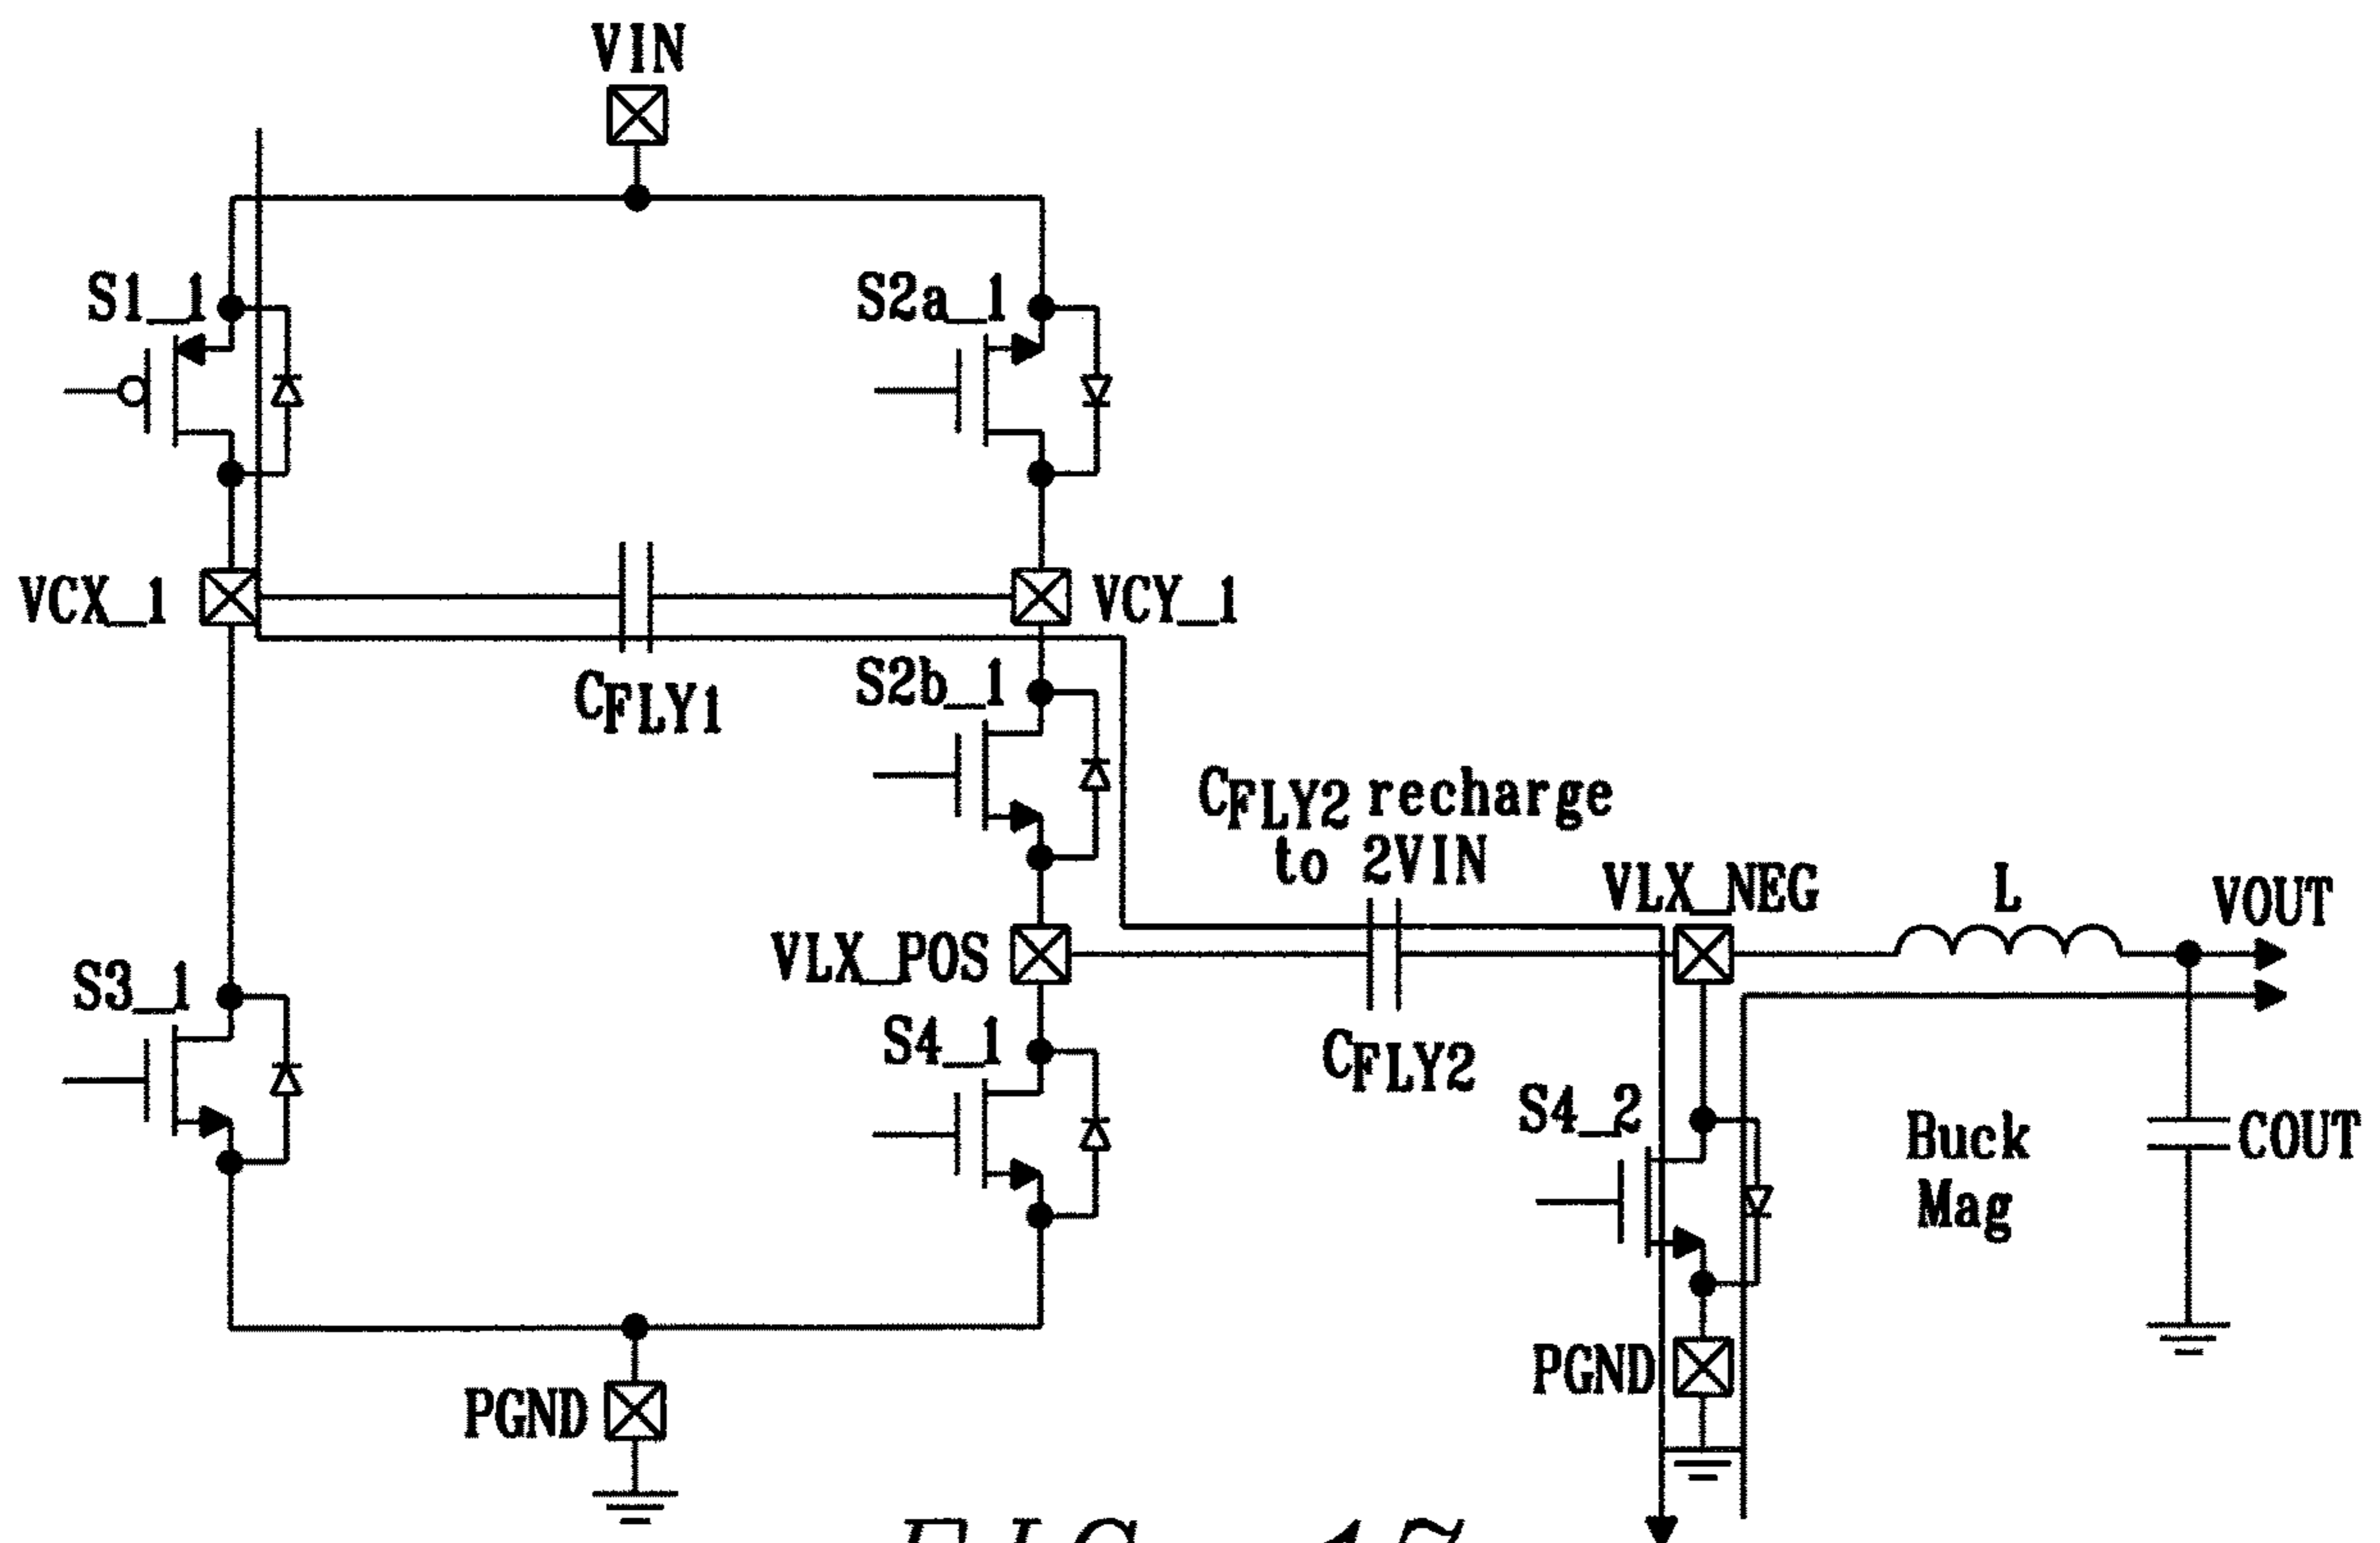 VIN
S1_1
S2a_1
VCX_1
VCY_1
CFLY1
S2b_1
CFLY2 recharge
to 2VIN
VLX_NEG
L
VOUT
VLX_POS
S3_1
S4_1
CFLY2
S4_2
Buck
Mag
COUT
PGND
PGND